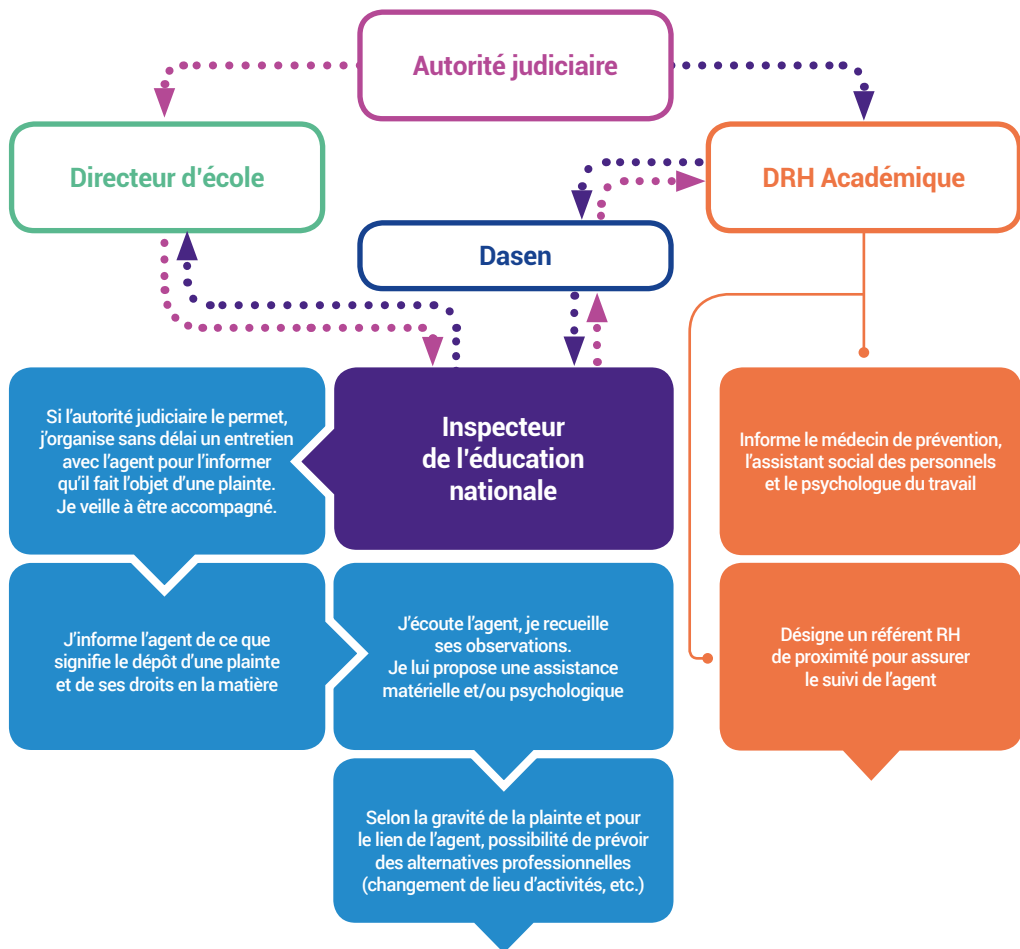 Autorité judiciaire
Directeur d'école
DRH Académique
Dasen
Si l'autorité judiciaire le permet,
j'organise sans délai un entretien
avec l'agent pour l'informer
qu'il fait l'objet d'une plainte.
Je veille à être accompagné.
Inspecteur
de l'éducation
nationale
Informe le médecin de prévention,
l'assistant social des personnels
et le psychologue du travail
J'informe l'agent de ce que
signifie le dépôt d'une plainte
et de ses droits en la matière
J'écoute l'agent, je recueille
ses observations.
Je lui propose une assistance
matérielle et/ou psychologique
Désigne un référent RH
de proximité pour assurer
le suivi de l'agent
Selon la gravité de la plainte et pour
le lien de l'agent, possibilité de prévoir
des alternatives professionnelles
(changement de lieu d'activités, etc.)